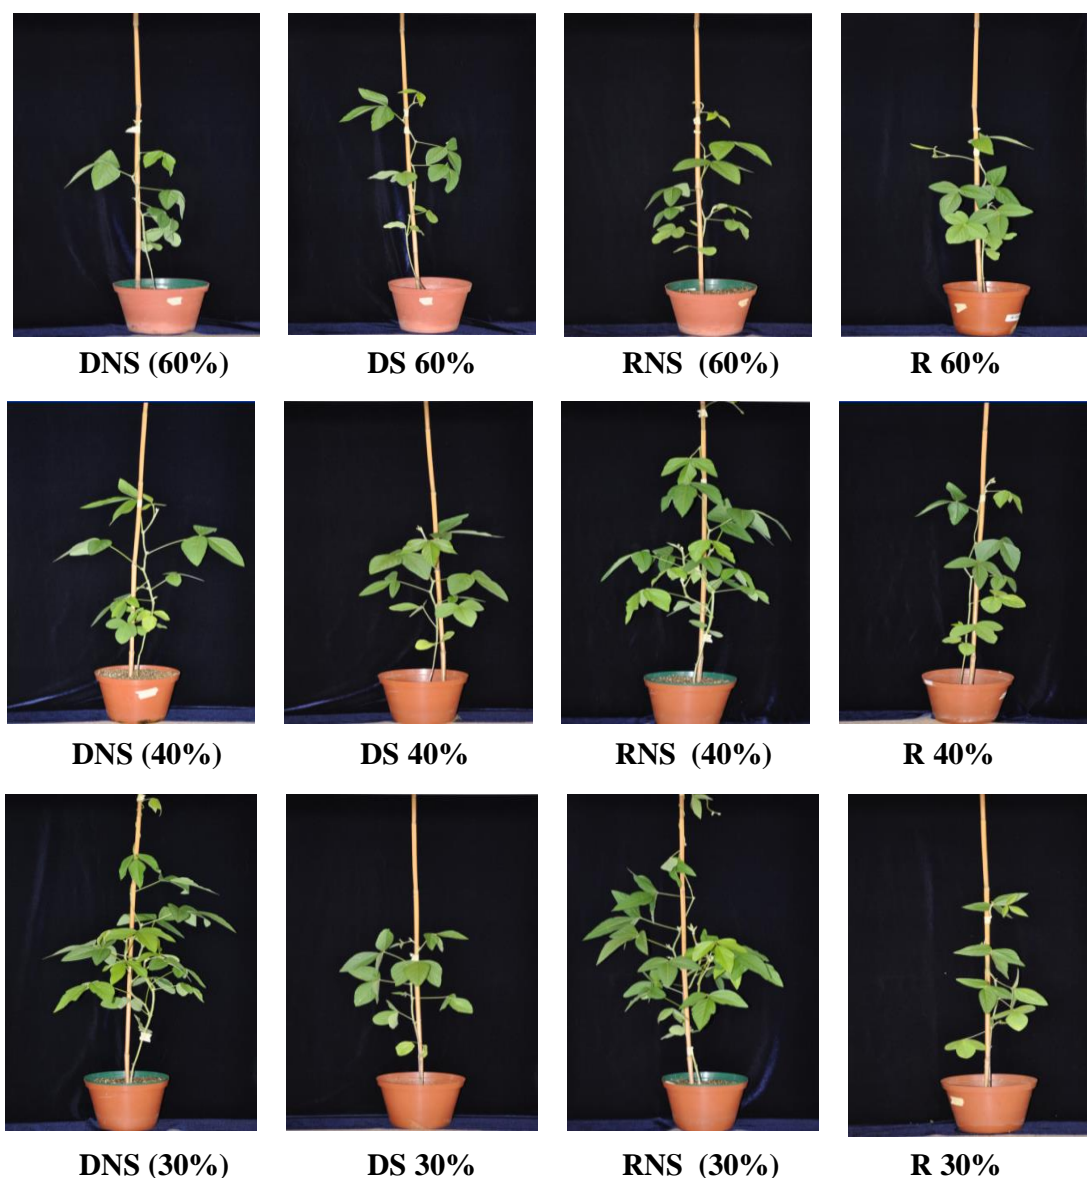 DNS (60%) DS 60% RNS (60%) R 60%
DNS (40%) DS 40% RNS (40%) R 40%
DNS (30%) DS 30% RNS (30%) R 30%